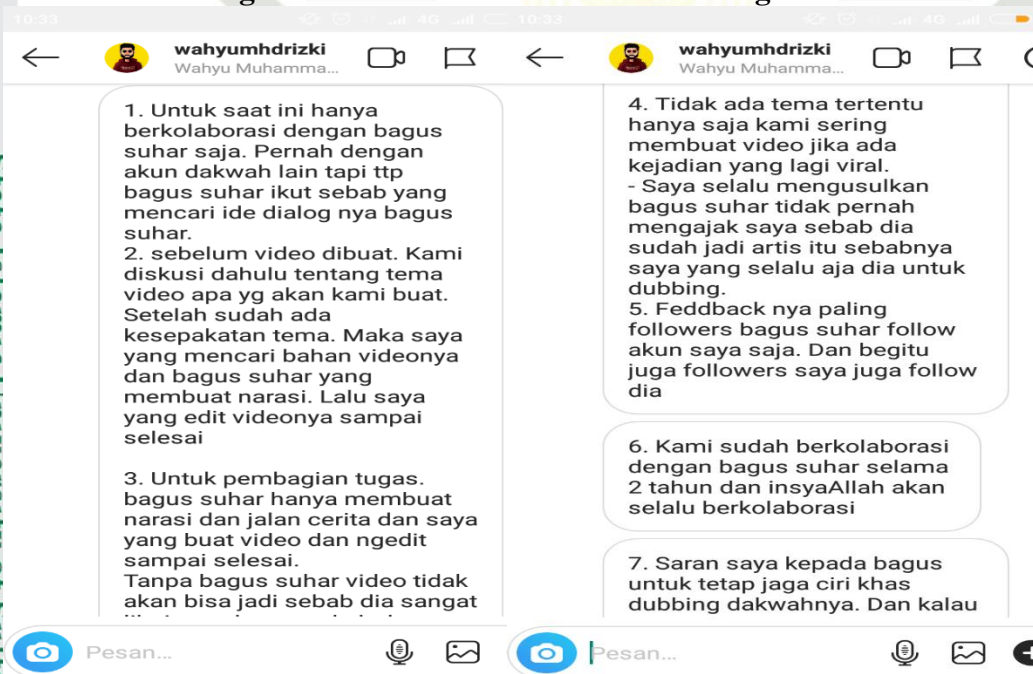 10:33
4G
wahyumhdrizki
Wahyu Muhamma...
1. Untuk saat ini hanya
berkolaborasi dengan bagus
suhar saja. Pernah dengan
akun dakwah lain tapi ttp
bagus suhar ikut sebab yang
mencari ide dialog nya bagus
suhar.
2. sebelum video dibuat. Kami
diskusi dahulu tentang tema
video apa yg akan kami buat.
Setelah sudah ada
kesepakatan tema. Maka saya
yang mencari bahan videonya
dan bagus suhar yang
membuat narasi. Lalu saya
yang edit videonya sampai
selesai
3. Untuk pembagian tugas.
bagus suhar hanya membuat
narasi dan jalan cerita dan saya
yang buat video dan ngedit
sampai selesai.
Tanpa bagus suhar video tidak
akan bisa jadi sebab dia sangat
Pesan...
10:33
4G
wahyumhdrizki
Wahyu Muhamma...
4. Tidak ada tema tertentu
hanya saja kami sering
membuat video jika ada
kejadian yang lagi viral.
- Saya selalu mengusulkan
bagus suhar tidak pernah
mengajak saya sebab dia
sudah jadi artis itu sebabnya
saya yang selalu aja dia untuk
dubbing.
5. Feddback nya paling
followers bagus suhar follow
akun saya saja. Dan begitu
juga followers saya juga follow
dia
6. Kami sudah berkolaborasi
dengan bagus suhar selama
2 tahun dan insyaAllah akan
selalu berkolaborasi
7. Saran saya kepada bagus
untuk tetap jaga ciri khas
dubbing dakwahnya. Dan kalau
Pesan...